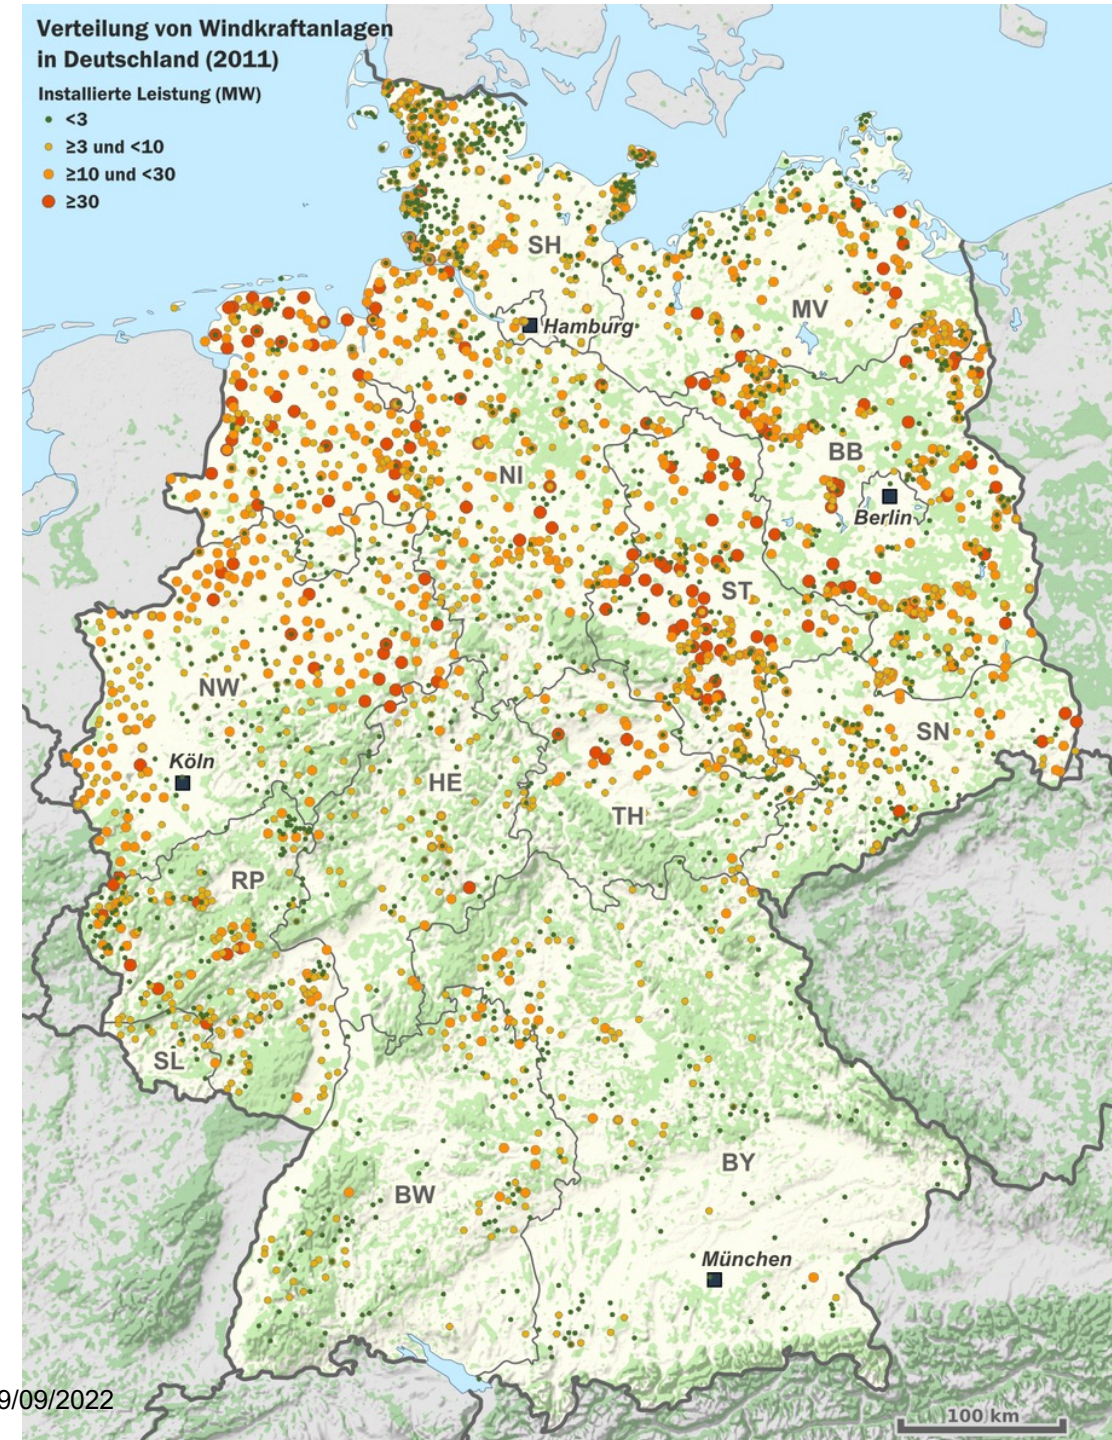 Verteilung von Windkraftanlagen
in Deutschland (2011)
Installierte Leistung (MW)
<3
≥3 und <10
≥10 und <30
≥30
SH
MV
Hamburg
BB
NI
Berlin
ST
NW
SN
Köln
HE
TH
RP
SL
BY
BW
München
9/09/2022
100 km